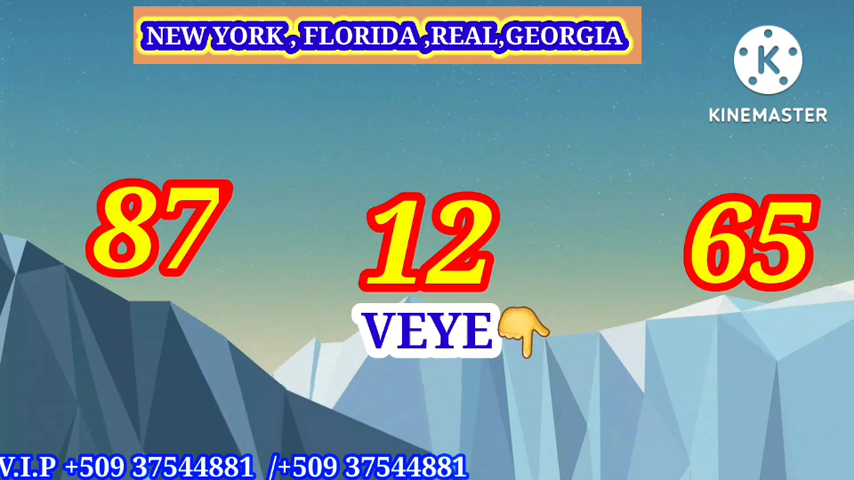 NEW YORK , FLORIDA ,REAL,GEORGIA
K
KINEMASTER
87 12 65
VEYE👇
V.I.P +509 37544881 /+509 37544881